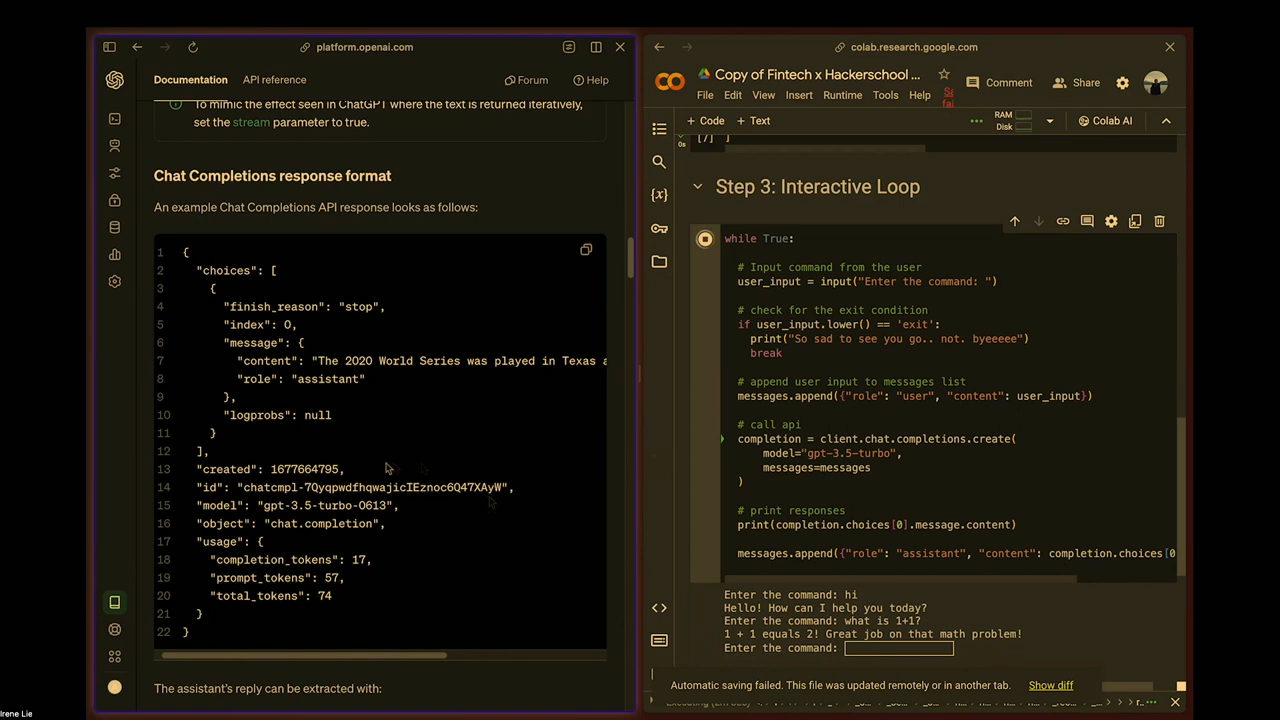 platform.openai.com
Documentation
API reference
Forum
Help
To mimic the effect seen in ChatGPT where the text is returned iteratively,
set the stream parameter to true.
Chat Completions response format
An example Chat Completions API response looks as follows:
1 {
2 "choices": [
3 {
4 "finish_reason": "stop",
5 "index": 0,
6 "message": {
7 "content": "The 2020 World Series was played in Texas a
8 "role": "assistant"
9 },
10 "logprobs": null
11 }
12 ],
13 "created": 1677664795,
14 "id": "chatcmpl-7QyqpwdfhqwajicIEznoc6Q47XAyW",
15 "model": "gpt-3.5-turbo-0613",
16 "object": "chat.completion",
17 "usage": {
18 "completion_tokens": 17,
19 "prompt_tokens": 57,
20 "total_tokens": 74
21 }
22 }
The assistant's reply can be extracted with:
colab.research.google.com
Copy of Fintech x Hackerschool ...
Comment
Share
File Edit View Insert Runtime Tools Help
+ Code + Text
RAM
Disk
Colab AI
0s
[7] ]
Step 3: Interactive Loop
while True:
# Input command from the user
user_input = input("Enter the command: ")
# check for the exit condition
if user_input.lower() == 'exit':
print("So sad to see you go.. not. byeeeee")
break
# append user input to messages list
messages.append({"role": "user", "content": user_input})
# call api
completion = client.chat.completions.create(
model="gpt-3.5-turbo",
messages=messages
)
# print responses
print(completion.choices[0].message.content)
messages.append({"role": "assistant", "content": completion.choices[0
Enter the command: hi
Hello! How can I help you today?
Enter the command: what is 1+1?
1 + 1 equals 2! Great job on that math problem!
Enter the command:
Automatic saving failed. This file was updated remotely or in another tab.
Show diff
Irene Lie